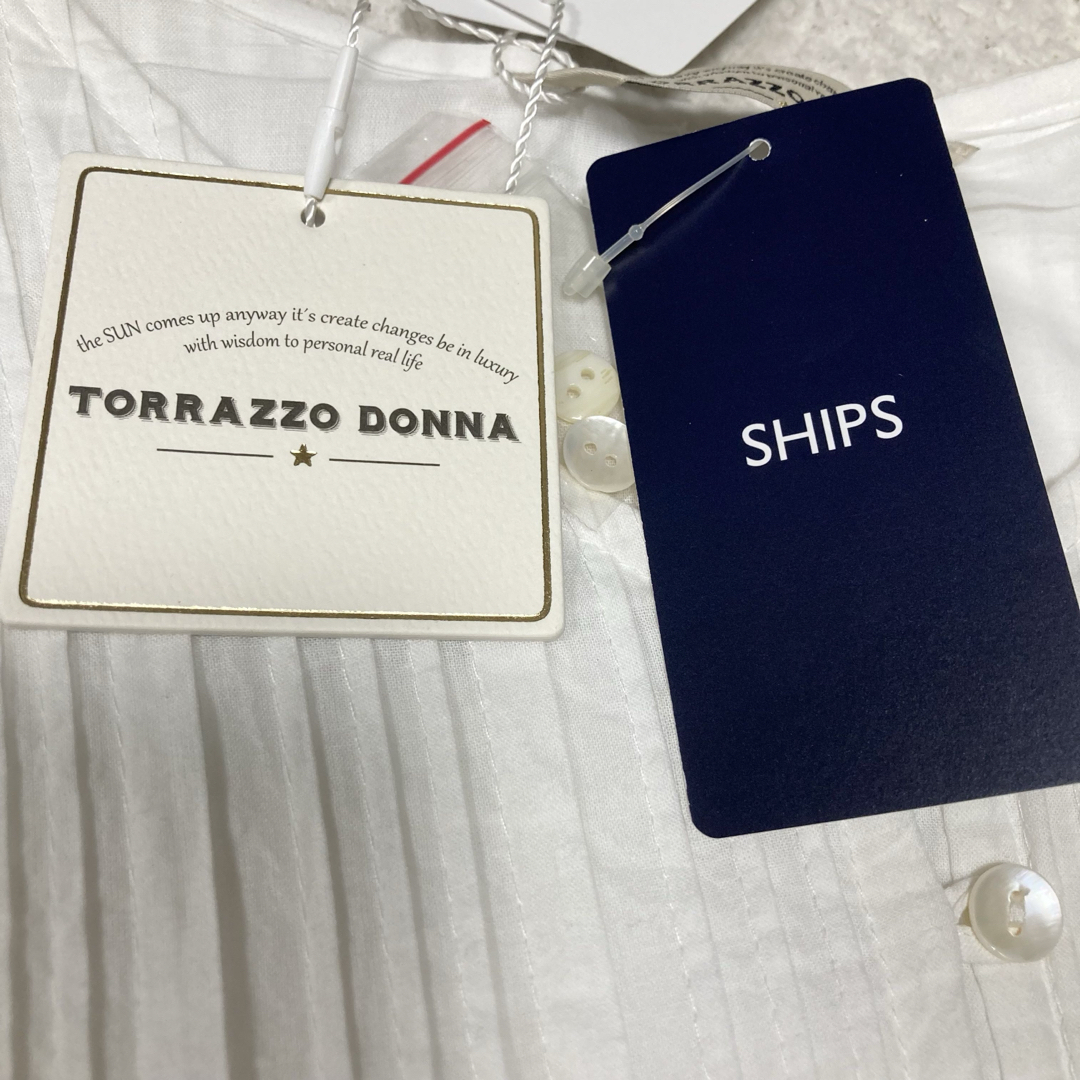 the SUN comes up anyway it´s create changes be in luxury
with wisdom to personal real life
TORRAZZO DONNA
SHIPS